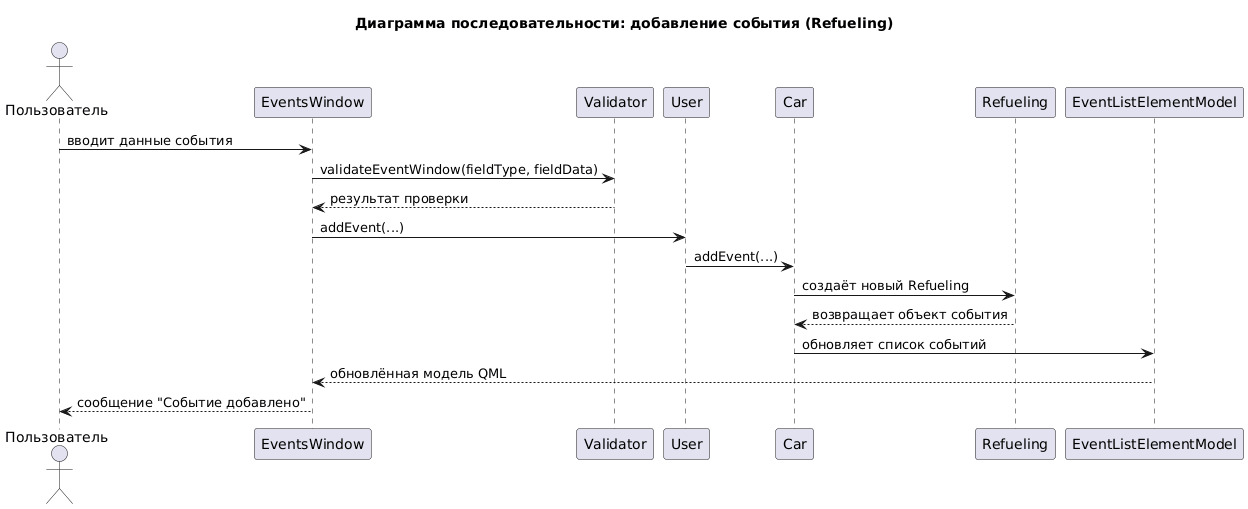 Диаграмма последовательности: добавление события (Refueling)
Пользователь
EventsWindow
Validator
User
Car
Refueling
EventListElementModel
вводит данные события
validateEventWindow(fieldType, fieldData)
результат проверки
addEvent(...)
addEvent(...)
создаёт новый Refueling
возвращает объект события
обновляет список событий
обновлённая модель QML
сообщение "Событие добавлено"
Пользователь
EventsWindow
Validator
User
Car
Refueling
EventListElementModel